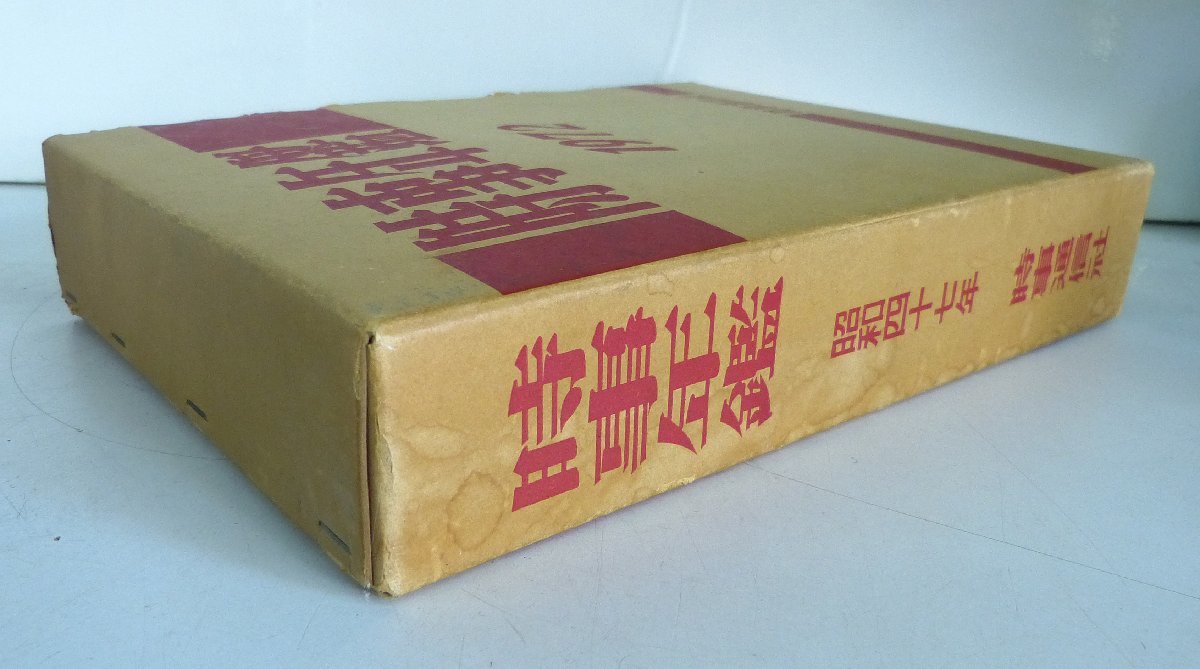 時事年鑑
1972
時事年鑑
昭和四十七年
時事通信社